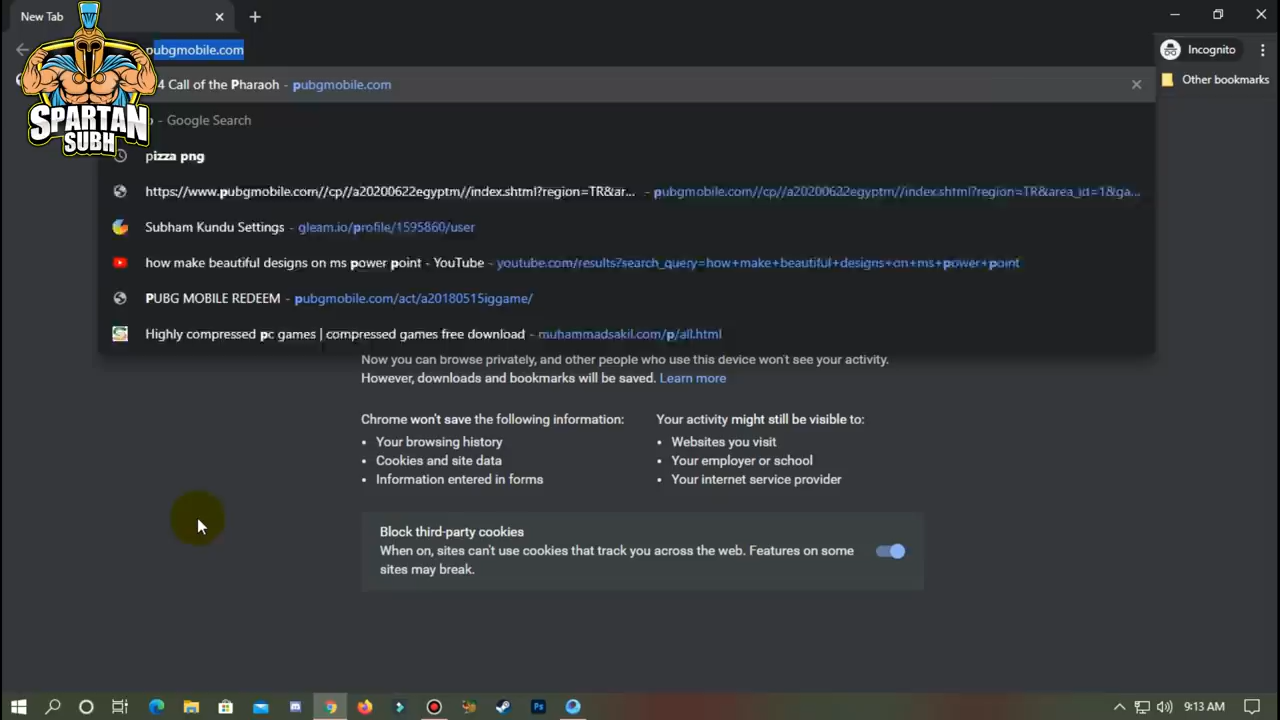 New Tab
pubgmobile.com
Incognito
4 Call of the Pharaoh - pubgmobile.com
Other bookmarks
SPARTAN
SUBH
p - Google Search
pizza png
https://www.pubgmobile.com//cp//a20200622egyptm//index.shtml?region=TR&ar... - pubgmobile.com//cp//a20200622egyptm//index.shtml?region=TR&area_id=1&ga...
Subham Kundu Settings - gleam.io/profile/1595860/user
how make beautiful designs on ms power point - YouTube - youtube.com/results?search_query=how+make+beautiful+designs+on+ms+power+point
PUBG MOBILE REDEEM - pubgmobile.com/act/a20180515iggame/
Highly compressed pc games | compressed games free download - muhammadsakil.com/p/all.html
Now you can browse privately, and other people who use this device won't see your activity.
However, downloads and bookmarks will be saved. Learn more
Chrome won't save the following information:
• Your browsing history
• Cookies and site data
• Information entered in forms
Your activity might still be visible to:
• Websites you visit
• Your employer or school
• Your internet service provider
Block third-party cookies
When on, sites can't use cookies that track you across the web. Features on some
sites may break.
Ps
9:13 AM